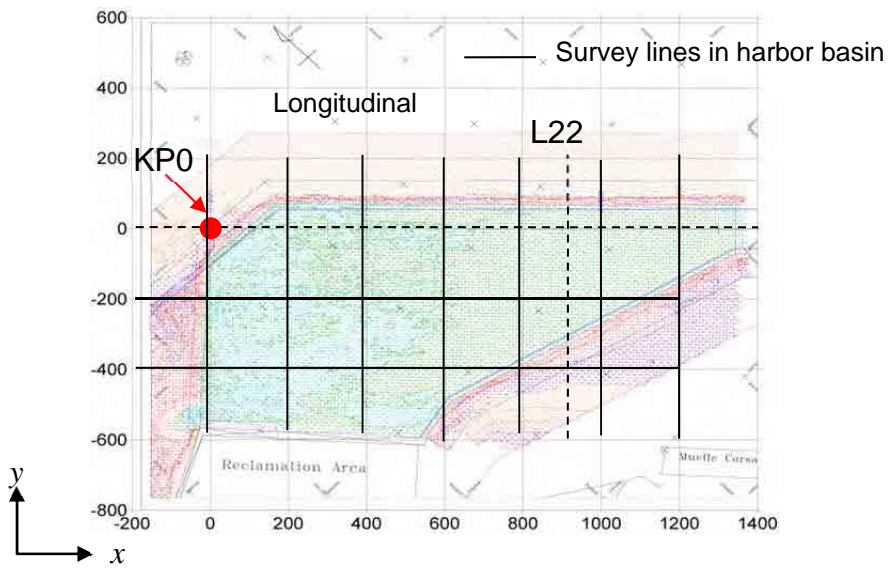 600
Survey lines in harbor basin
400
Longitudinal
L22
200
KP0
0
-200
-400
-600
Reclamation Area
Muelle Corsa
y
-800
-200 0 200 400 600 800 1000 1200 1400
x